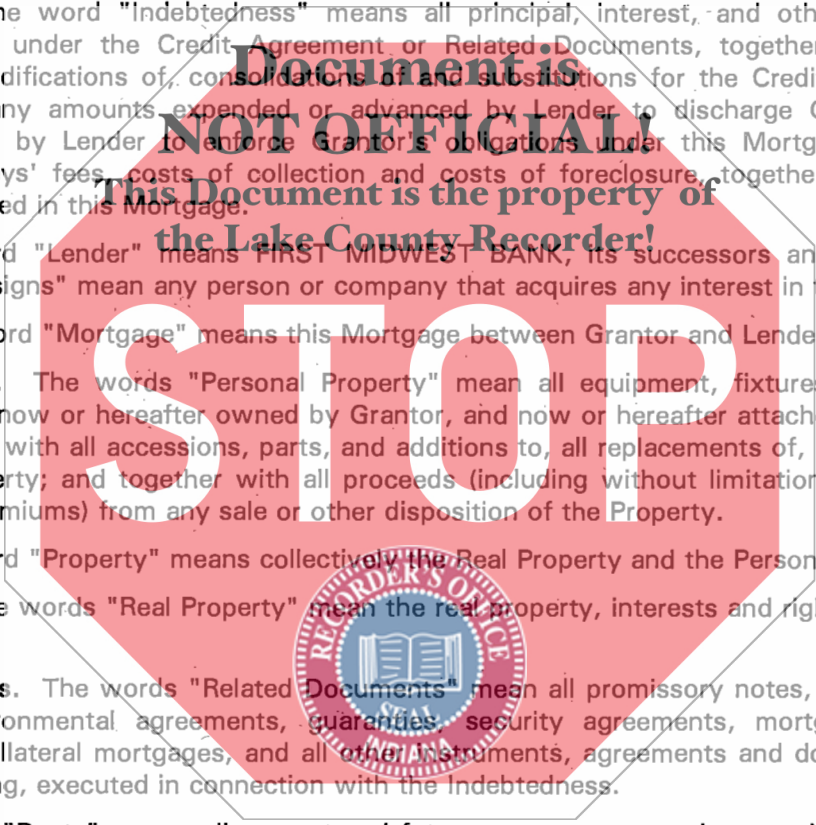 he word "Indebtedness" means all principal, interest, and oth
under the Credit Agreement or Related Documents, together
Document is
difications of, consolidations of and substitutions for the Credi
ny amounts expended or advanced by Lender to discharge G
NOT OFFICIAL!
by Lender to enforce Grantor's obligations under this Mortg
ys' fees, costs of collection and costs of foreclosure, together
This Document is the property of
ed in this Mortgage.
the Lake County Recorder!
d "Lender" means FIRST MIDWEST BANK, its successors an
igns" mean any person or company that acquires any interest in
ord "Mortgage" means this Mortgage between Grantor and Lende
STOP
The words "Personal Property" mean all equipment, fixture
now or hereafter owned by Grantor, and now or hereafter attach
with all accessions, parts, and additions to, all replacements of,
erty; and together with all proceeds (including without limitation
miums) from any sale or other disposition of the Property.
rd "Property" means collectively the Real Property and the Person
e words "Real Property" mean the real property, interests and rig
RECORDER'S OFFICE
SEAL
INDIANA
s. The words "Related Documents" mean all promissory notes,
onmental agreements, guaranties, security agreements, mortg
llateral mortgages, and all other instruments, agreements and do
g, executed in connection with the Indebtedness.